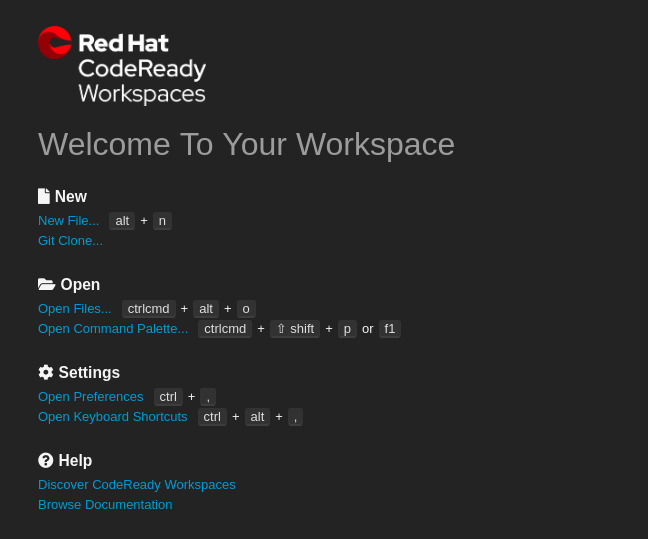 Red Hat
CodeReady
Workspaces
Welcome To Your Workspace
New
New File... alt + n
Git Clone...
Open
Open Files... ctrlcmd + alt + o
Open Command Palette... ctrlcmd + ⇧ shift + p or f1
Settings
Open Preferences ctrl + ,
Open Keyboard Shortcuts ctrl + alt + ,
Help
Discover CodeReady Workspaces
Browse Documentation